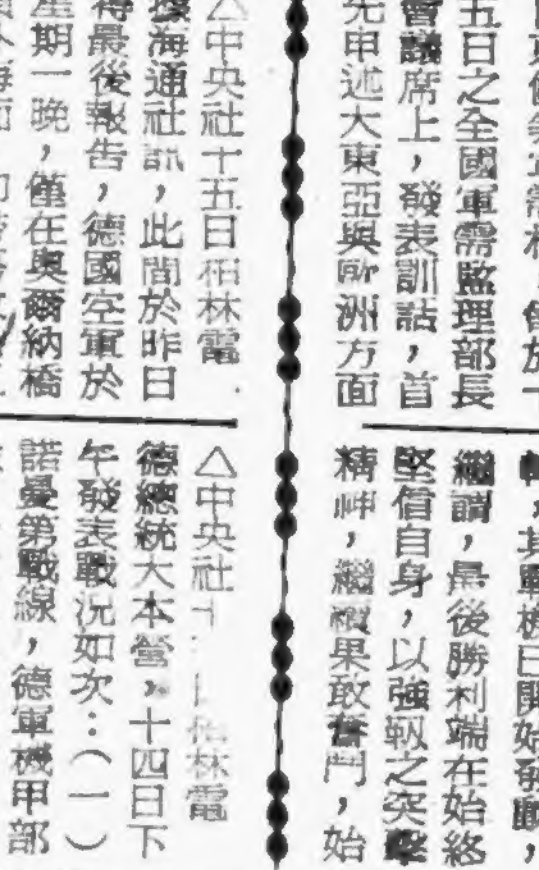 五日之全國軍需監理部長
會議席上，發表訓話，首
先申述大東亞與歐洲方面
其戰機已開始發動，
繼謂，最後勝利端在始終
堅信自身，以強靱之突擊
精神，繼續果敢奮鬥，始
△中央社十五日柏林電
據海通社訊，此間於昨日
得最後報告，德國空軍於
星期一晚，僅在奧爾納橋
△中央社柏林電
德總統大本營，十四日下
午發表戰況如次：（一）
諾曼第戰線，德軍機甲部